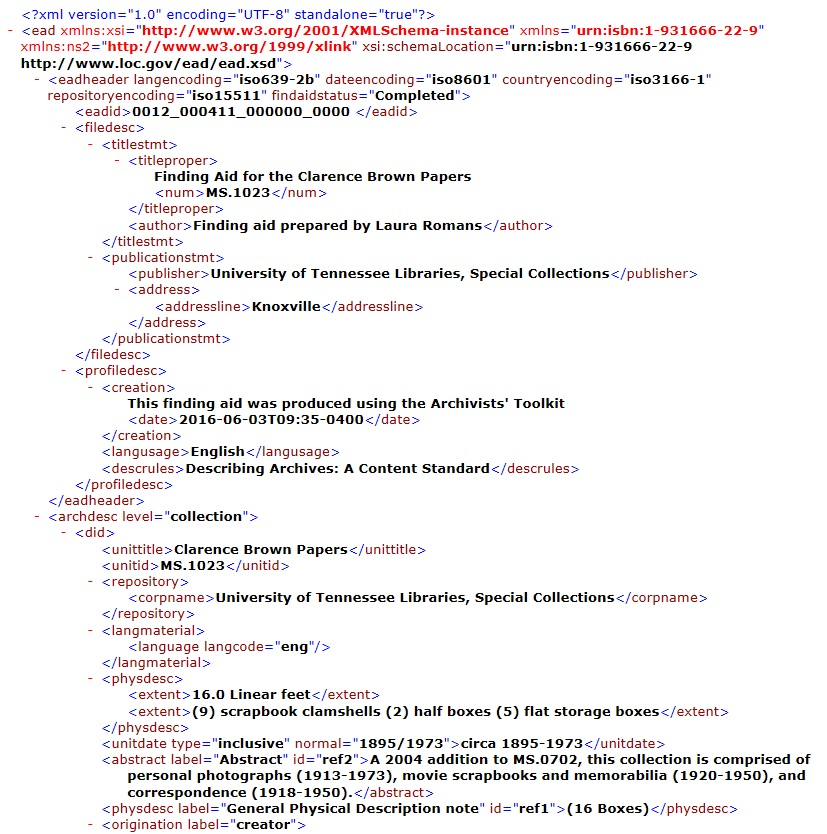 <?xml version="1.0" encoding="UTF-8" standalone="true"?>
- <ead xmlns:xsi="http://www.w3.org/2001/XMLSchema-instance" xmlns="urn:isbn:1-931666-22-9"
xmlns:ns2="http://www.w3.org/1999/xlink" xsi:schemaLocation="urn:isbn:1-931666-22-9
http://www.loc.gov/ead/ead.xsd">
- <eadheader langencoding="iso639-2b" dateencoding="iso8601" countryencoding="iso3166-1"
repositoryencoding="iso15511" findaidstatus="Completed">
<eadid>0012_000411_000000_0000 </eadid>
- <filedesc>
- <titlestmt>
- <titleproper>
Finding Aid for the Clarence Brown Papers
<num>MS.1023</num>
</titleproper>
<author>Finding aid prepared by Laura Romans</author>
</titlestmt>
- <publicationstmt>
<publisher>University of Tennessee Libraries, Special Collections</publisher>
- <address>
<addressline>Knoxville</addressline>
</address>
</publicationstmt>
</filedesc>
- <profiledesc>
- <creation>
This finding aid was produced using the Archivists' Toolkit
<date>2016-06-03T09:35-0400</date>
</creation>
<langusage>English</langusage>
<descrules>Describing Archives: A Content Standard</descrules>
</profiledesc>
</eadheader>
- <archdesc level="collection">
- <did>
<unittitle>Clarence Brown Papers</unittitle>
<unitid>MS.1023</unitid>
- <repository>
<corpname>University of Tennessee Libraries, Special Collections</corpname>
</repository>
- <langmaterial>
<language langcode="eng"/>
</langmaterial>
- <physdesc>
<extent>16.0 Linear feet</extent>
<extent>(9) scrapbook clamshells (2) half boxes (5) flat storage boxes</extent>
</physdesc>
<unitdate type="inclusive" normal="1895/1973">circa 1895-1973</unitdate>
<abstract label="Abstract" id="ref2">A 2004 addition to MS.0702, this collection is comprised of
personal photographs (1913-1973), movie scrapbooks and memorabilia (1920-1950), and
correspondence (1918-1950).</abstract>
<physdesc label="General Physical Description note" id="ref1">(16 Boxes)</physdesc>
- <origination label="creator">